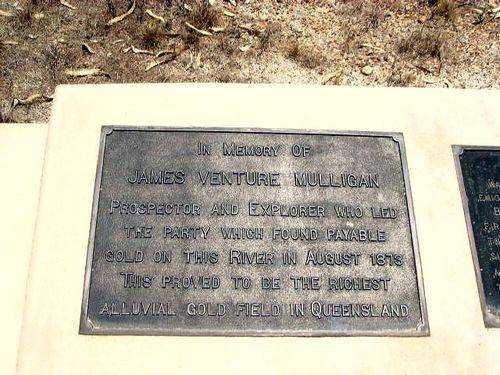 In Memory Of
JAMES VENTURE MULLIGAN
Prospector and Explorer who led
the party which found payable
gold on this River in August 1873
This proved to be the richest
alluvial gold field in Queensland